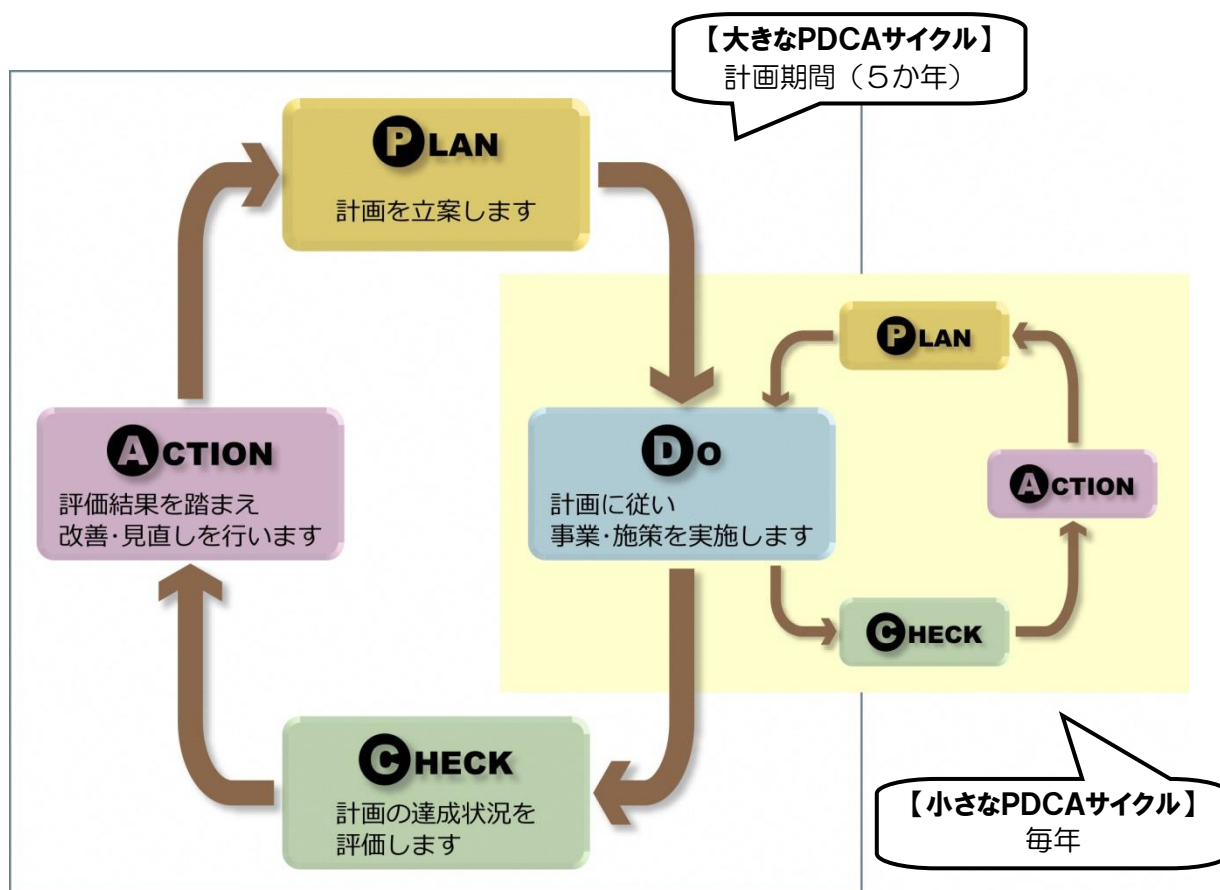 【大きなPDCAサイクル】
計画期間（５か年）
PLAN
計画を立案します
PLAN
ACTION
評価結果を踏まえ
改善･見直しを行います
DO
計画に従い
事業･施策を実施します
ACTION
CHECK
CHECK
計画の達成状況を
評価します
【小さなPDCAサイクル】
毎年